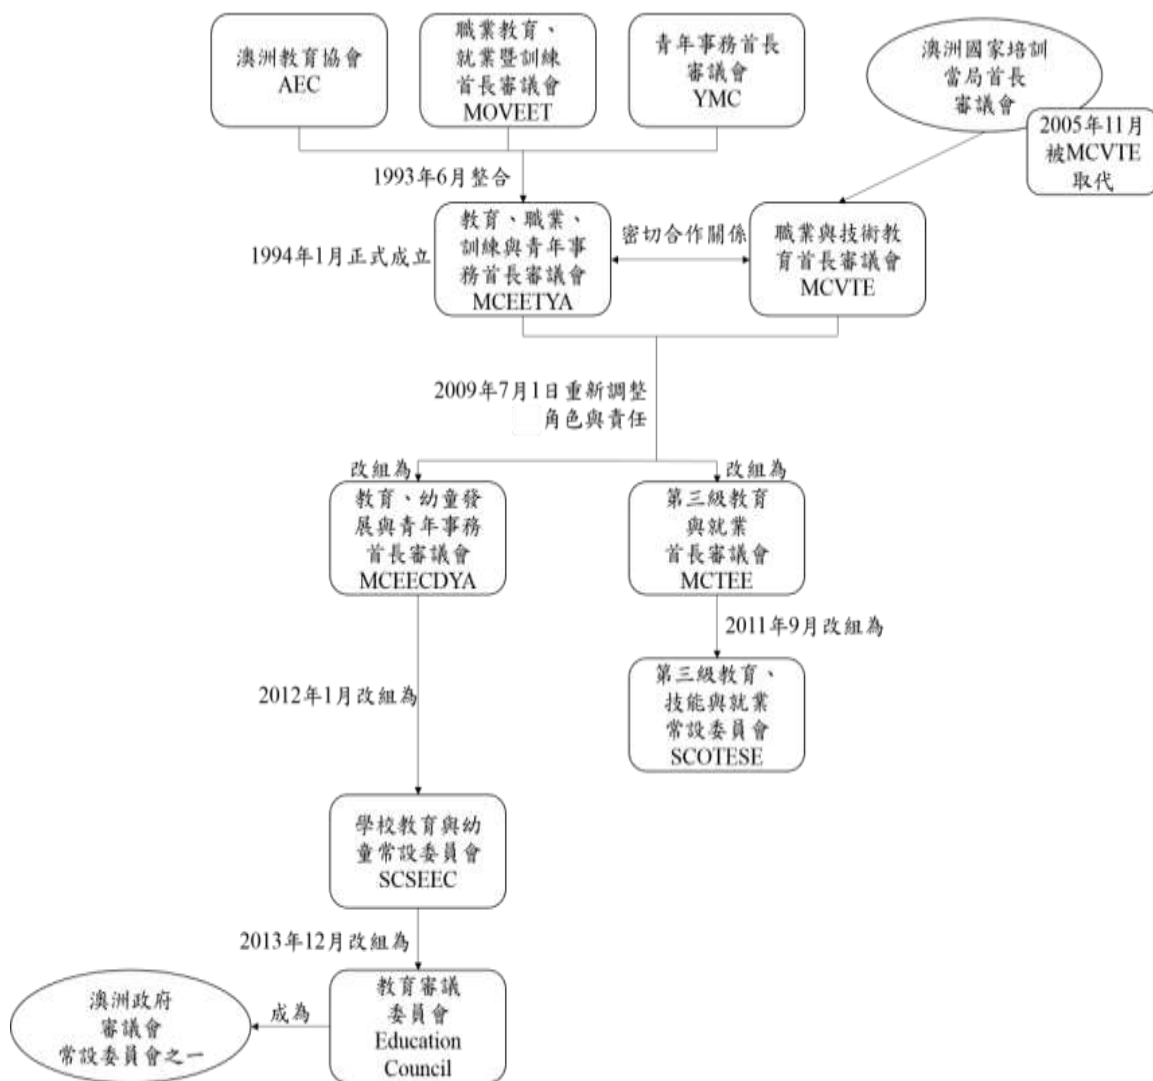 澳洲教育協會
AEC
職業教育、
就業暨訓練
首長審議會
MOVEET
青年事務首長
審議會
YMC
澳洲國家培訓
當局首長
審議會
2005年11月
被MCVTE
取代
1993年6月整合
1994年1月正式成立
教育、職業、
訓練與青年事
務首長審議會
MCEETYA
密切合作關係
職業與技術教
育首長審議會
MCVTE
2009年7月1日重新調整
角色與責任
改組為
改組為
教育、幼童發
展與青年事務
首長審議會
MCEECDYA
第三級教育
與就業
首長審議會
MCTEE
2011年9月改組為
第三級教育、
技能與就業
常設委員會
SCOTESE
2012年1月改組為
學校教育與幼
童常設委員會
SCSEEC
2013年12月改組為
教育審議
委員會
Education
Council
成為
澳洲政府
審議會
常設委員會之一